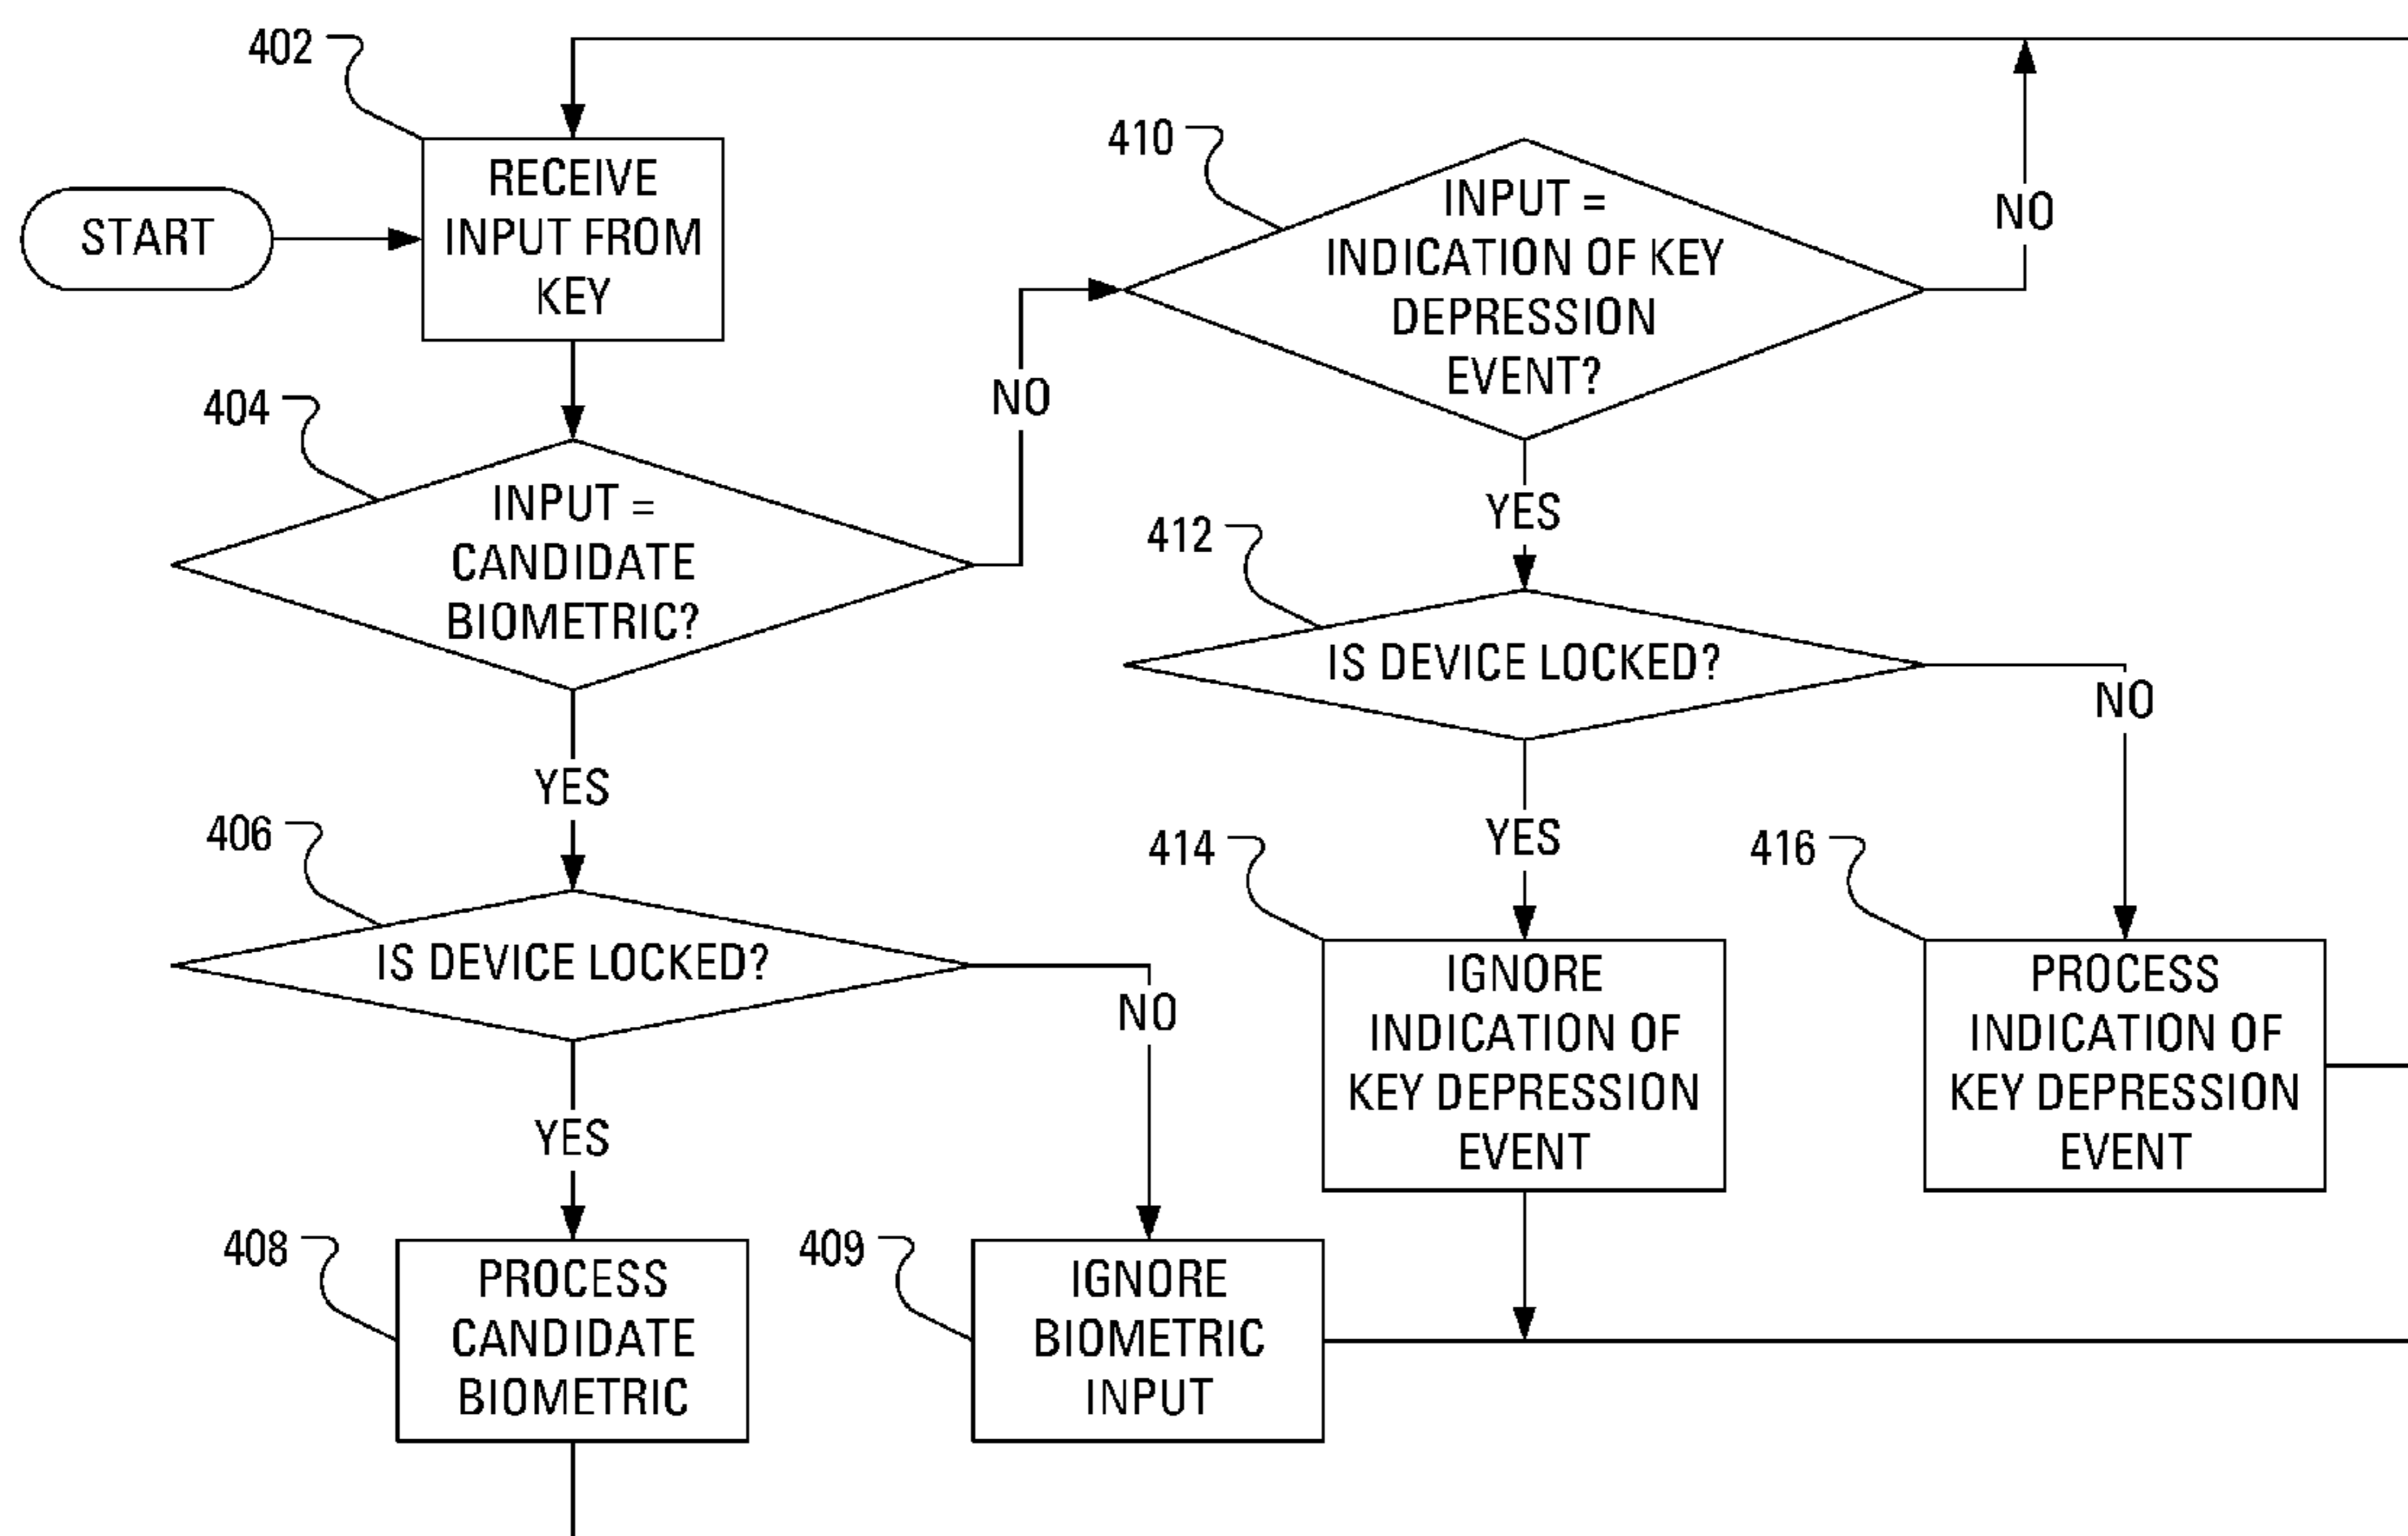 402
START
RECEIVE
INPUT FROM
KEY
404
INPUT =
CANDIDATE
BIOMETRIC?
NO
YES
406
IS DEVICE LOCKED?
NO
YES
408
PROCESS
CANDIDATE
BIOMETRIC
409
IGNORE
BIOMETRIC
INPUT
410
INPUT =
INDICATION OF KEY
DEPRESSION
EVENT?
NO
YES
412
IS DEVICE LOCKED?
NO
YES
414
IGNORE
INDICATION OF
KEY DEPRESSION
EVENT
416
PROCESS
INDICATION OF
KEY DEPRESSION
EVENT